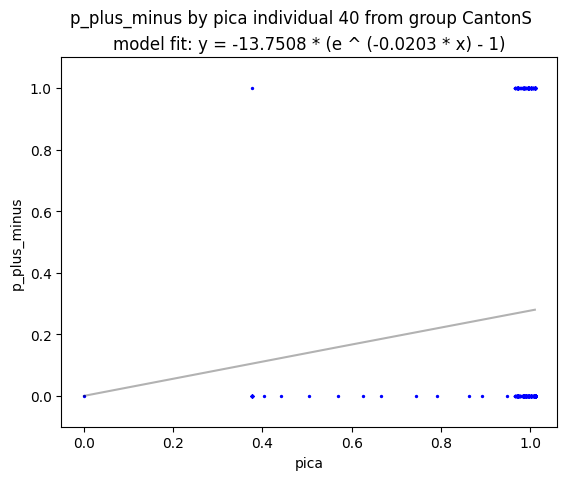 p_plus_minus by pica individual 40 from group CantonS
model fit: y = -13.7508 * (e ^ (-0.0203 * x) - 1)
1.0
0.8
0.6
0.4
0.2
0.0
p_plus_minus
0.0 0.2 0.4 0.6 0.8 1.0
pica